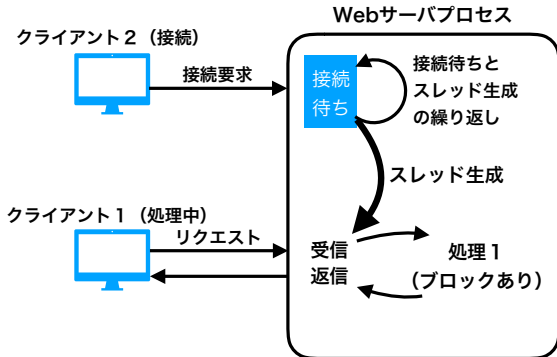 Webサーバプロセス
クライアント２（接続）
接続要求
接続
待ち
接続待ちと
スレッド生成
の繰り返し
スレッド生成
クライアント１（処理中）
リクエスト
受信
返信
処理１
（ブロックあり）